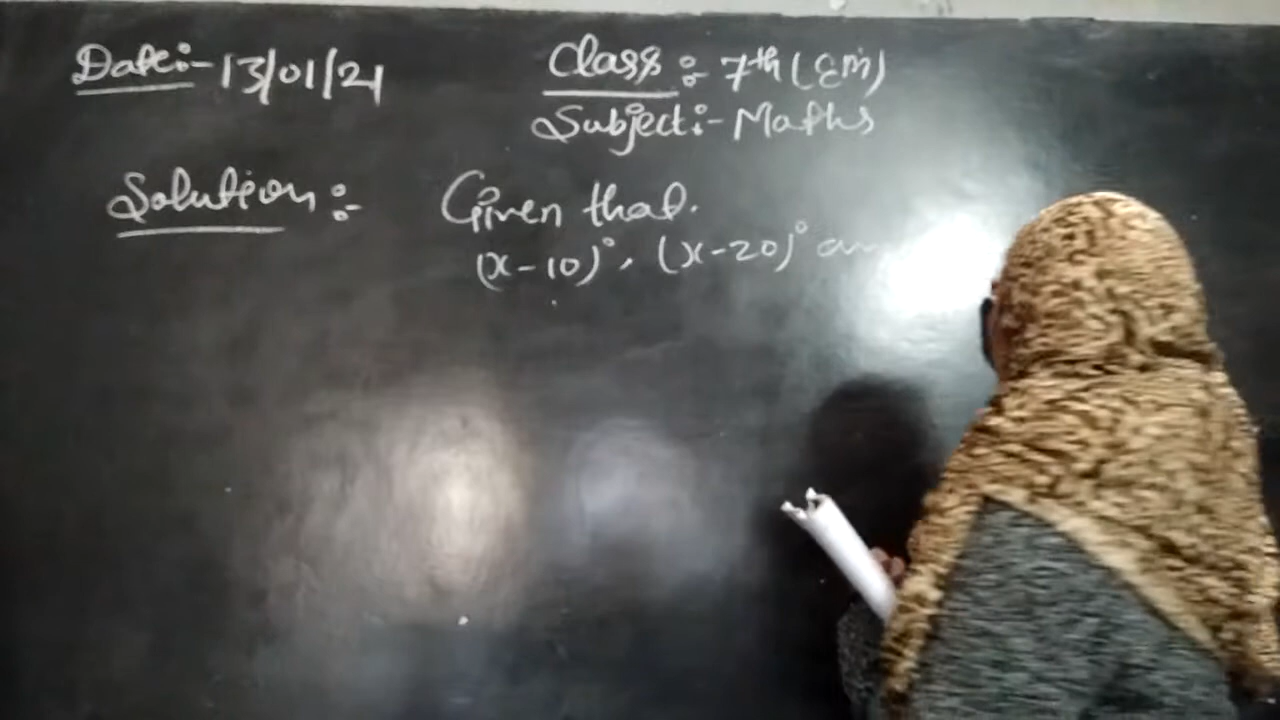 Date:- 13/01/21
Class:- 7th (EM)
Subject:- Maths
Solution:- Given that.
(x-10)°, (x-20)°